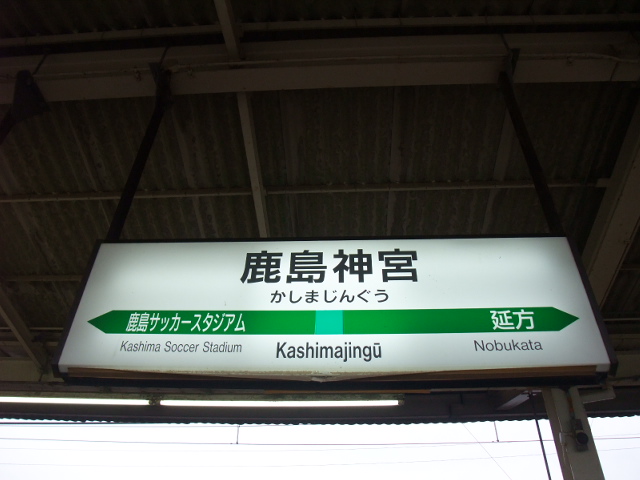 鹿島神宮
かしまじんぐう
鹿島サッカースタジアム 延方
Kashima Soccer Stadium Kashimajingū Nobukata